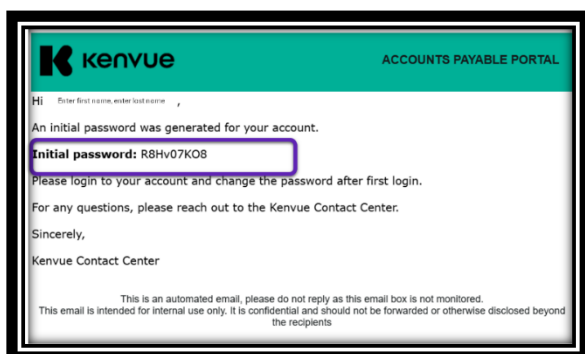 kenvue
ACCOUNTS PAYABLE PORTAL
Hi Enter first name, enter last name ,
An initial password was generated for your account.
Initial password: R8Hv07KO8
Please login to your account and change the password after first login.
For any questions, please reach out to the Kenvue Contact Center.
Sincerely,
Kenvue Contact Center
This is an automated email, please do not reply as this email box is not monitored.
This email is intended for internal use only. It is confidential and should not be forwarded or otherwise disclosed beyond
the recipients